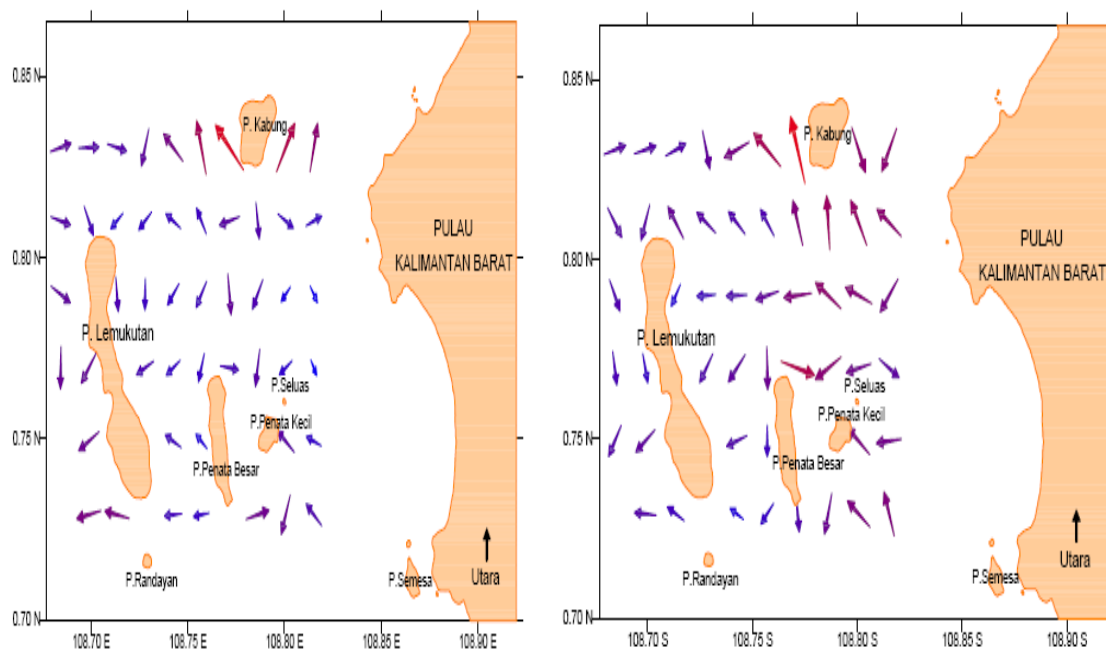 0.85 N
0.80 N
0.75 N
0.70 N
108.70 E
108.75 E
108.80 E
108.85 E
108.90 E
P. Kabung
PULAU
KALIMANTAN BARAT
P. Lemukutan
P.Seluas
P.Penata Kecil
P.Penata Besar
P.Randayan
P.Semesa
Utara
0.85 N
0.80 N
0.75 N
0.70 N
108.70 S
108.75 S
108.80 S
108.85 S
108.90 S
P. Kabung
PULAU
KALIMANTAN BARAT
P. Lemukutan
P.Seluas
P.Penata Kecil
P.Penata Besar
P.Randayan
P.Semesa
Utara